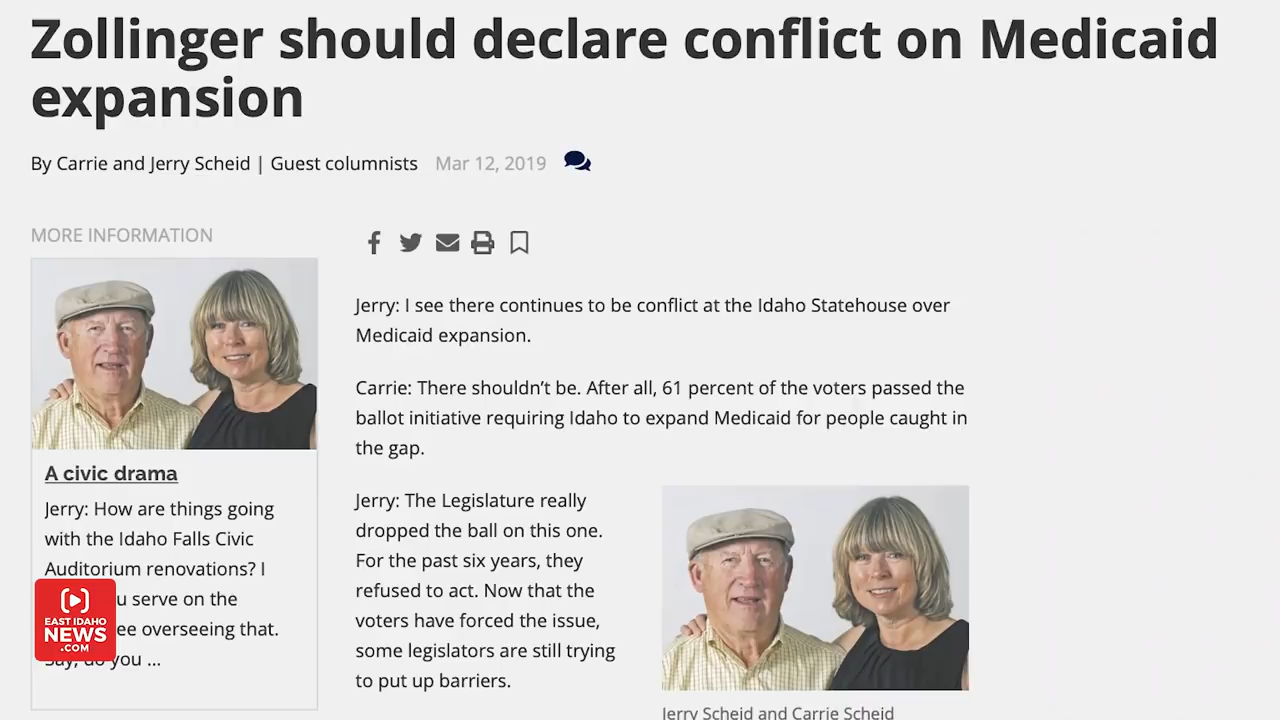 Zollinger should declare conflict on Medicaid
expansion
By Carrie and Jerry Scheid | Guest columnists Mar 12, 2019
MORE INFORMATION
A civic drama
Jerry: How are things going
with the Idaho Falls Civic
Auditorium renovations? I
u serve on the
ee overseeing that.
Say, do you ...
EAST IDAHO
NEWS
.COM
Jerry: I see there continues to be conflict at the Idaho Statehouse over
Medicaid expansion.
Carrie: There shouldn’t be. After all, 61 percent of the voters passed the
ballot initiative requiring Idaho to expand Medicaid for people caught in
the gap.
Jerry: The Legislature really
dropped the ball on this one.
For the past six years, they
refused to act. Now that the
voters have forced the issue,
some legislators are still trying
to put up barriers.
Jerry Scheid and Carrie Scheid